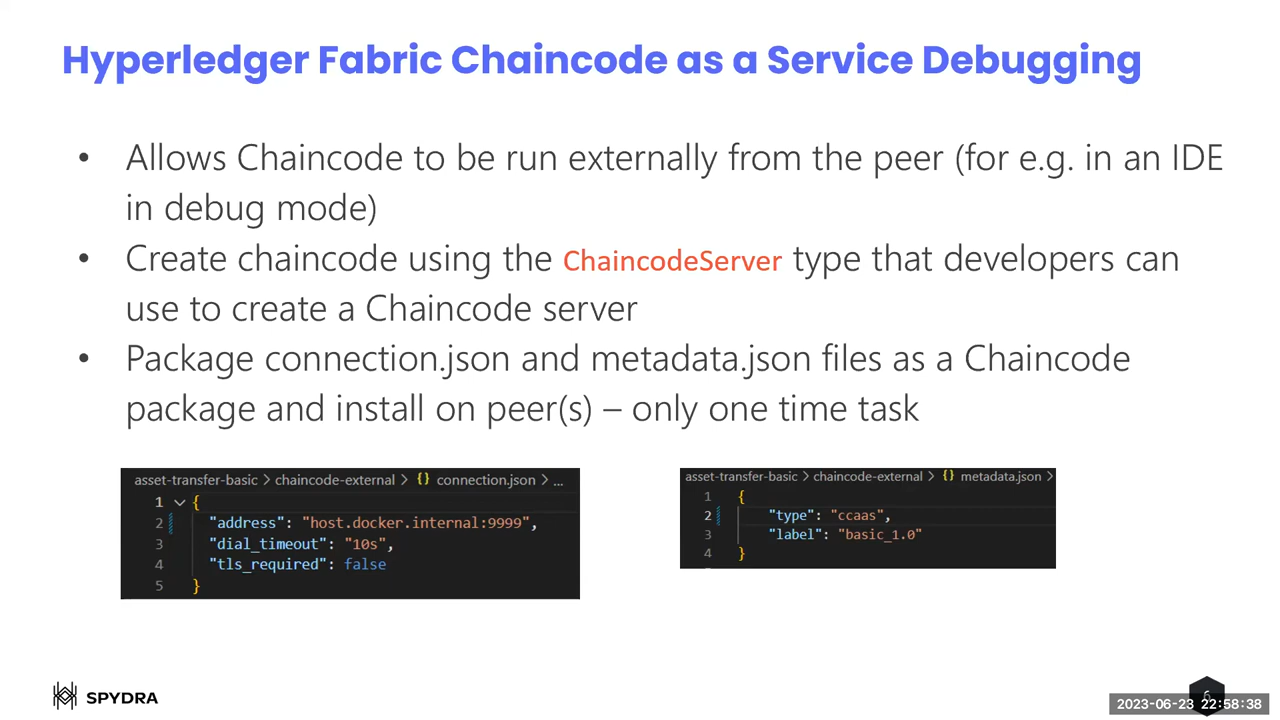 Hyperledger Fabric Chaincode as a Service Debugging
• Allows Chaincode to be run externally from the peer (for e.g. in an IDE
in debug mode)
• Create chaincode using the ChaincodeServer type that developers can
use to create a Chaincode server
• Package connection.json and metadata.json files as a Chaincode
package and install on peer(s) – only one time task
asset-transfer-basic > chaincode-external > {} connection.json > ...
1 {
2 "address": "host.docker.internal:9999",
3 "dial_timeout": "10s",
4 "tls_required": false
5 }
asset-transfer-basic > chaincode-external > {} metadata.json >
1 {
2 "type": "ccaas",
3 "label": "basic_1.0"
4 }
SPYDRA
6
2023-06-23 22:58:38